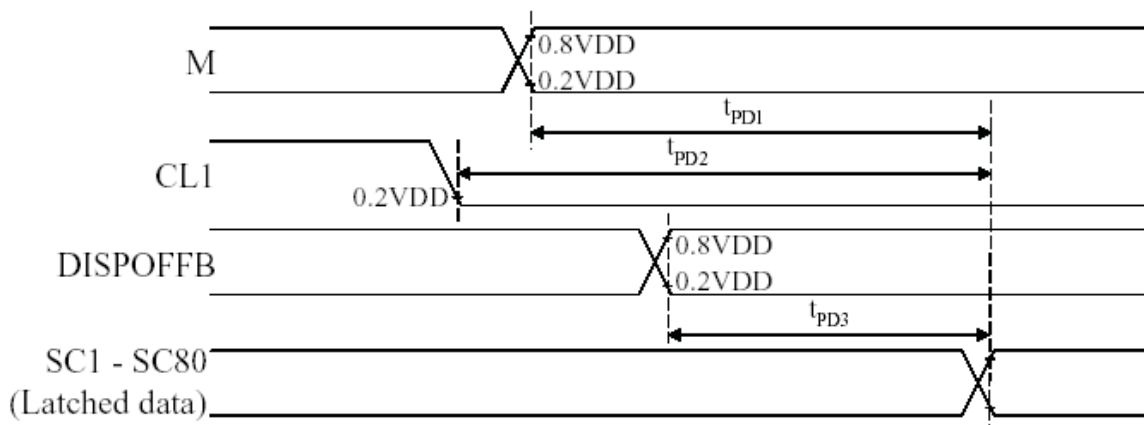 M
0.8VDD
0.2VDD
tPD1
tPD2
CL1
0.2VDD
DISPOFFB
0.8VDD
0.2VDD
tPD3
SC1 - SC80
(Latched data)